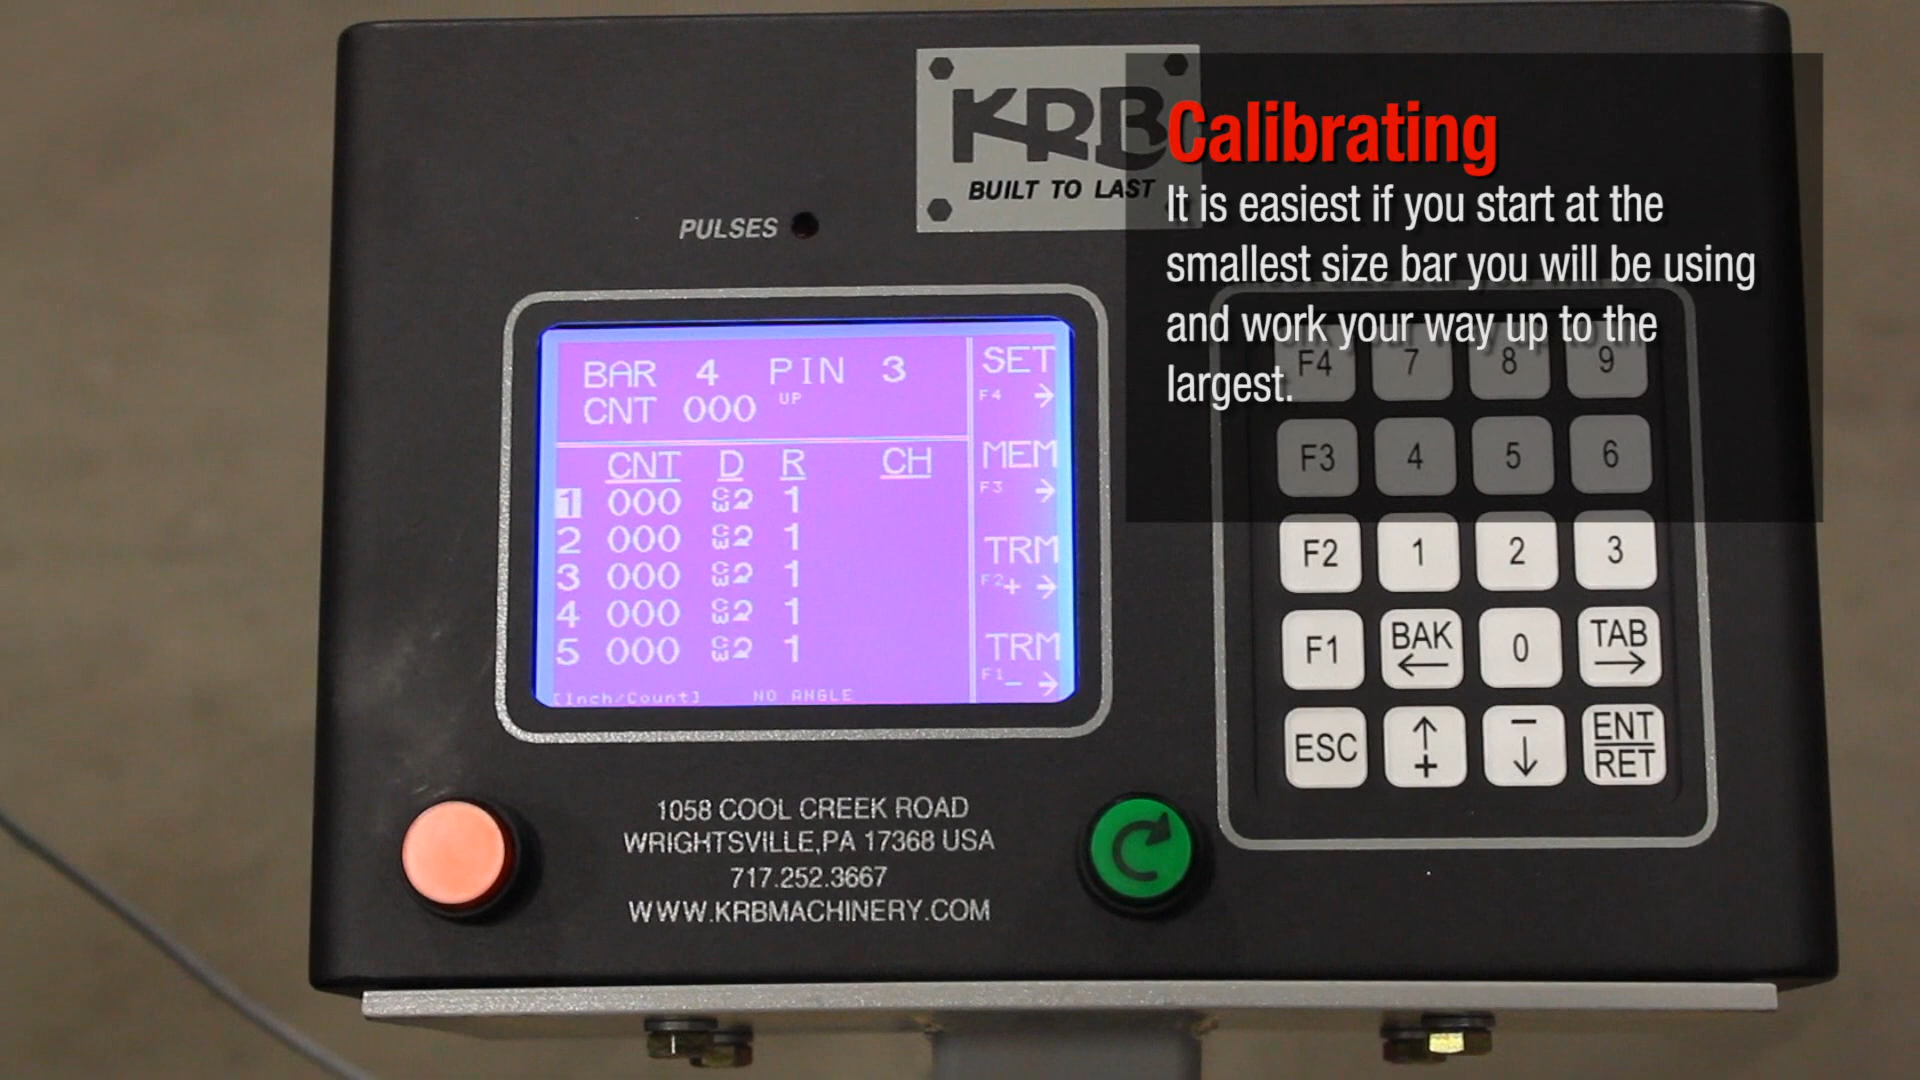 KRB
BUILT TO LAST
Calibrating
It is easiest if you start at the
smallest size bar you will be using
and work your way up to the
largest.
PULSES
BAR 4 PIN 3
CNT 000 UP
CNT D R CH
1 000 CW 1
2 000 CW 1
3 000 CW 1
4 000 CW 1
5 000 CW 1
[Inch/Count] NO ANGLE
SET
F4 →
MEM
F3 →
TRM
F2+ →
TRM
F1– →
F4 7 8 9
F3 4 5 6
F2 1 2 3
F1 BAK ← 0 TAB →
ESC ↑ + – ↓ ENT RET
1058 COOL CREEK ROAD
WRIGHTSVILLE,PA 17368 USA
717.252.3667
WWW.KRBMACHINERY.COM